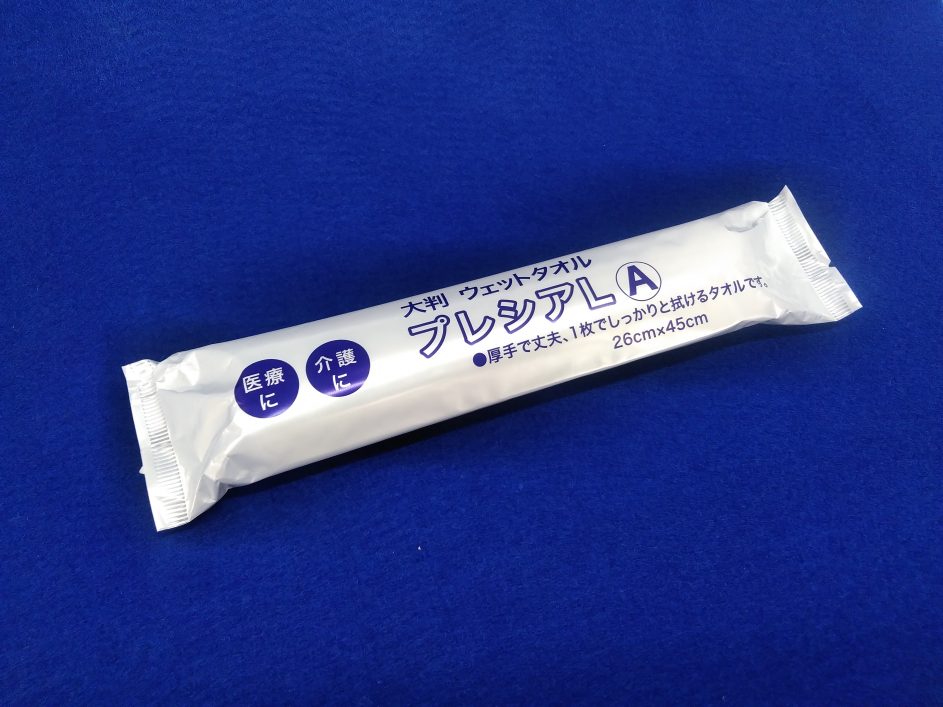 大判 ウェットタオル
プレシアL Ⓐ
●厚手で丈夫、1枚でしっかりと拭けるタオルです。
26cm×45cm
医療
に
介護
に